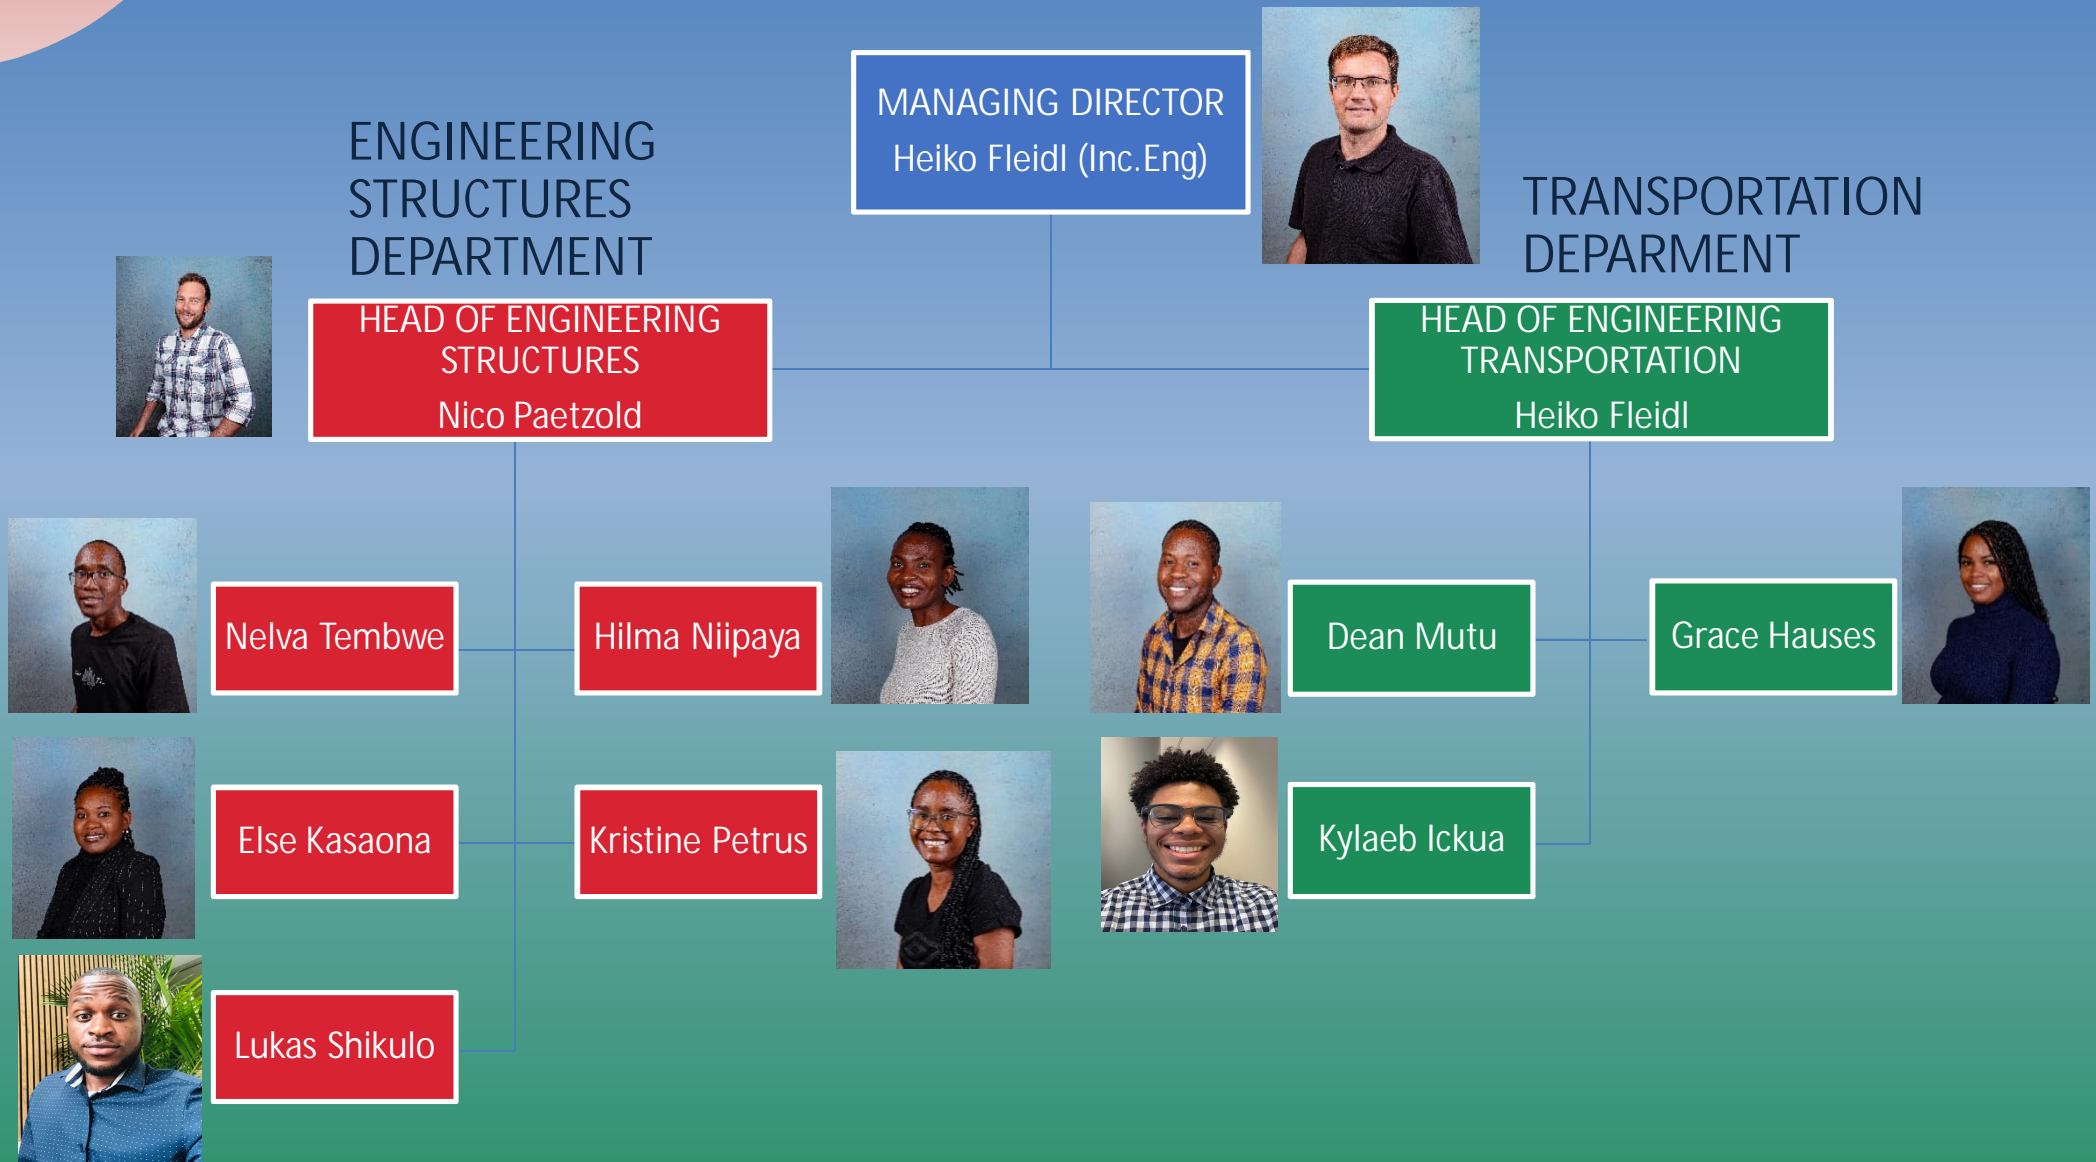 MANAGING DIRECTOR
Heiko Fleidl (Inc.Eng)
ENGINEERING
STRUCTURES
DEPARTMENT
TRANSPORTATION
DEPARMENT
HEAD OF ENGINEERING
STRUCTURES
Nico Paetzold
HEAD OF ENGINEERING
TRANSPORTATION
Heiko Fleidl
Nelva Tembwe
Hilma Niipaya
Dean Mutu
Grace Hauses
Else Kasaona
Kristine Petrus
Kylaeb Ickua
Lukas Shikulo